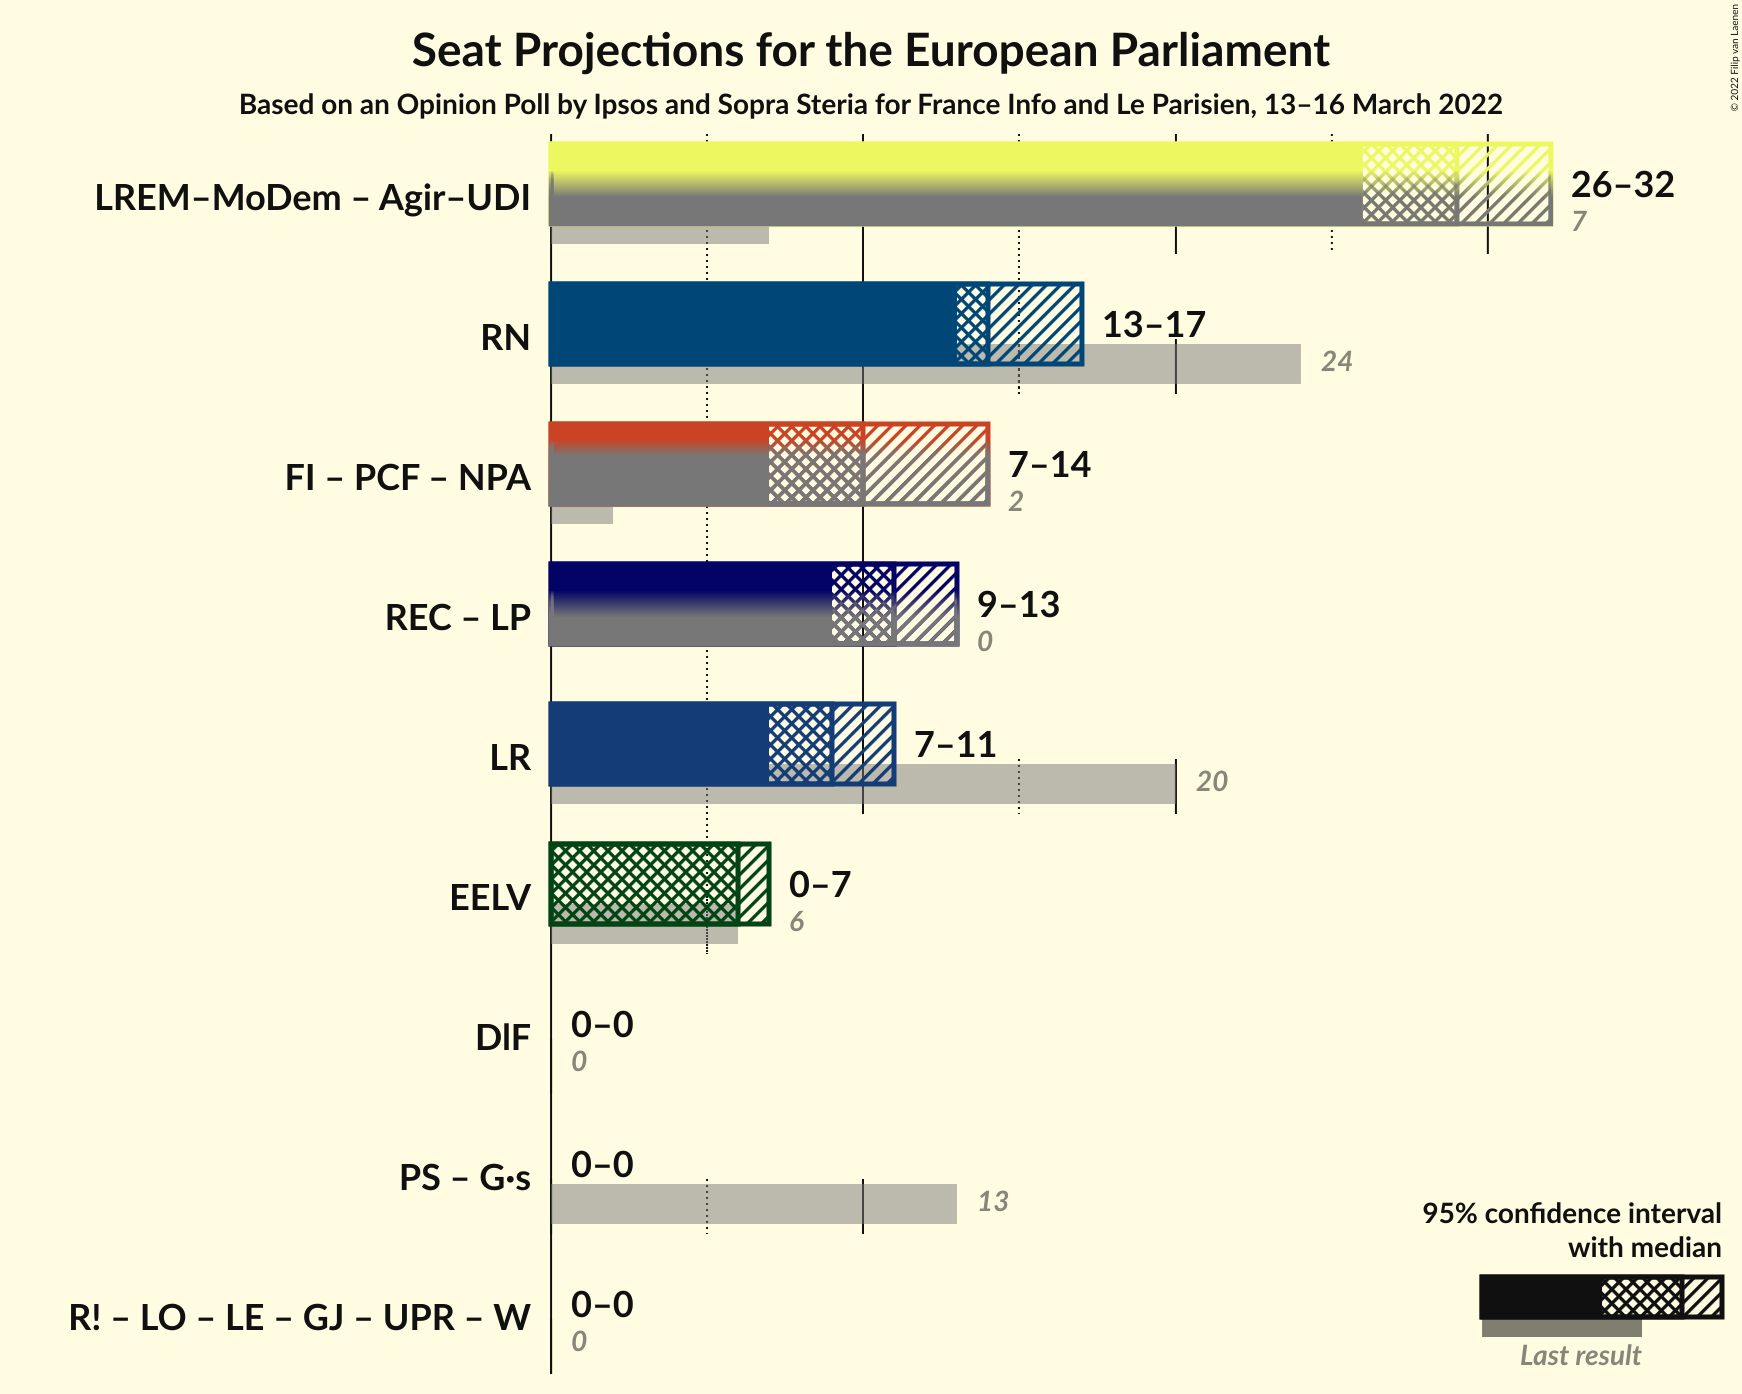 Seat Projections for the European Parliament
Based on an Opinion Poll by Ipsos and Sopra Steria for France Info and Le Parisien, 13–16 March 2022
© 2022 Filip van Laenen
LREM–MoDem – Agir–UDI
26–32
7
RN
13–17
24
FI – PCF – NPA
7–14
2
REC – LP
9–13
0
LR
7–11
20
EELV
0–7
6
DlF
0–0
0
PS – G·s
0–0
13
R! – LO – LE – GJ – UPR – W
0–0
0
95% confidence interval
with median
Last result